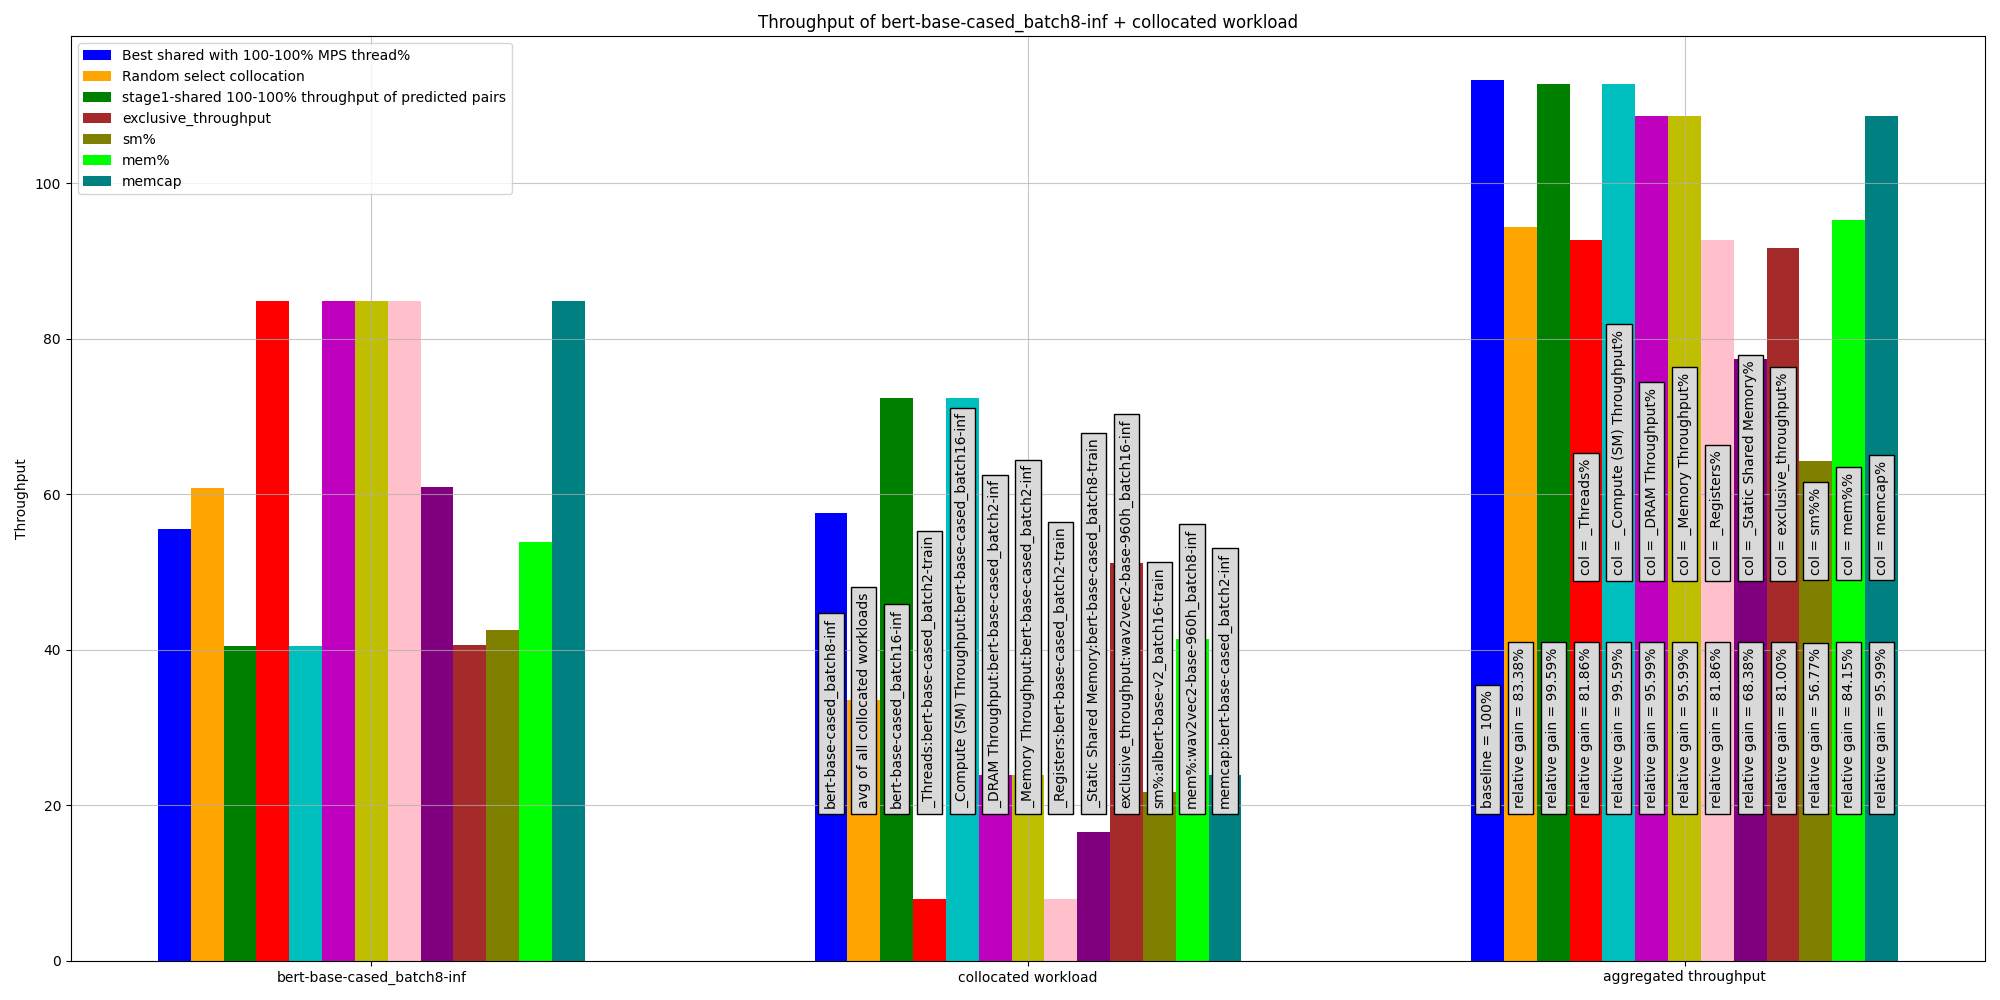 Throughput of bert-base-cased_batch8-inf + collocated workload
Best shared with 100-100% MPS thread%
Random select collocation
stage1-shared 100-100% throughput of predicted pairs
exclusive_throughput
sm%
mem%
memcap
Throughput
100
80
60
40
20
0
bert-base-cased_batch8-inf
avg of all collocated workloads
bert-base-cased_batch16-inf
_Threads:bert-base-cased_batch2-train
_Compute (SM) Throughput:bert-base-cased_batch16-inf
_DRAM Throughput:bert-base-cased_batch2-inf
_Memory Throughput:bert-base-cased_batch2-inf
_Registers:bert-base-cased_batch2-train
_Static Shared Memory:bert-base-cased_batch8-train
exclusive_throughput:wav2vec2-base-960h_batch16-inf
sm%:albert-base-v2_batch16-train
mem%:wav2vec2-base-960h_batch8-inf
memcap:bert-base-cased_batch2-inf
col = _Threads%
col = _Compute (SM) Throughput%
col = _DRAM Throughput%
col = _Memory Throughput%
col = _Registers%
col = _Static Shared Memory%
col = exclusive_throughput%
col = sm%%
col = mem%%
col = memcap%
baseline = 100%
relative gain = 83.38%
relative gain = 99.59%
relative gain = 81.86%
relative gain = 99.59%
relative gain = 95.99%
relative gain = 95.99%
relative gain = 81.86%
relative gain = 68.38%
relative gain = 81.00%
relative gain = 56.77%
relative gain = 84.15%
relative gain = 95.99%
bert-base-cased_batch8-inf
collocated workload
aggregated throughput